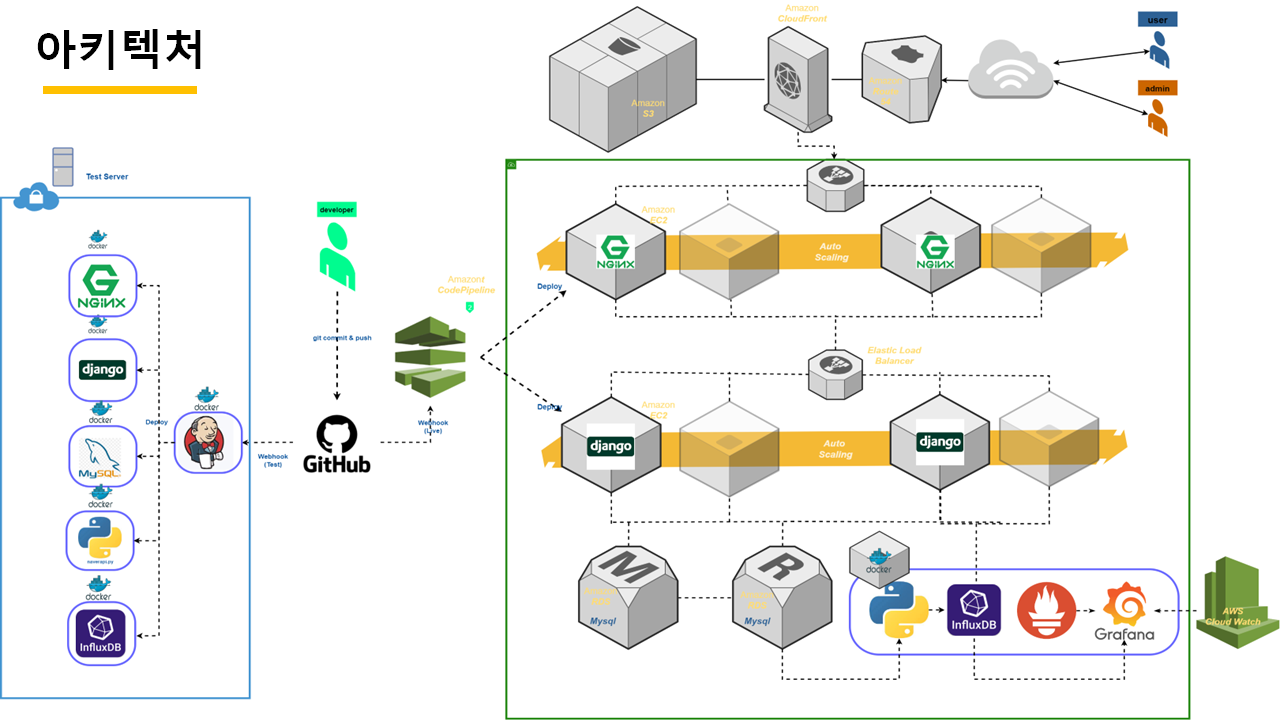 아키텍처
Amazon
CloudFront
user
admin
Amazon
S3
Amazon
Route
53
Test Server
developer
git commit & push
Amazont
CodePipeline
Deploy
Deploy
Webhook
(Live)
Webhook
(Test)
GitHub
docker
NGINX
docker
django
docker
MySQL
docker
naverapi.py
docker
InfluxDB
Deploy
docker
Amazon
EC2
NGINX
Auto
Scaling
NGINX
Elastic Load
Balancer
Amazon
EC2
django
Auto
Scaling
django
M
Amazon
RDS
Mysql
R
Amazon
RDS
Mysql
docker
InfluxDB
Grafana
AWS
Cloud Watch